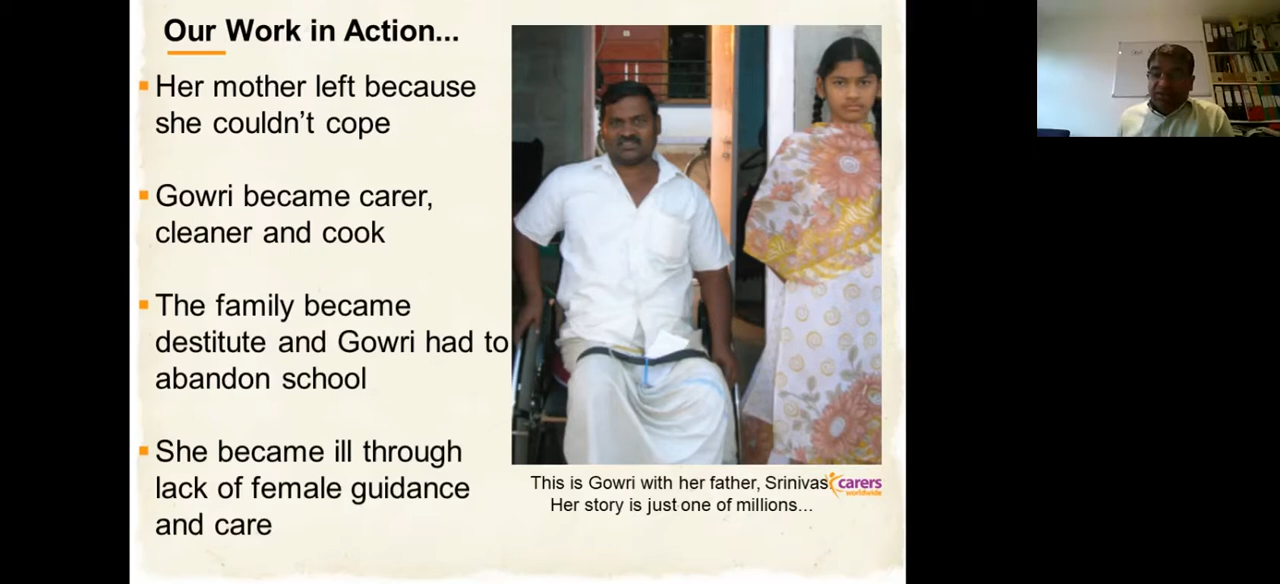 Our Work in Action...
Her mother left because
she couldn't cope
Gowri became carer,
cleaner and cook
The family became
destitute and Gowri had to
abandon school
She became ill through
lack of female guidance
and care
This is Gowri with her father, Srinivas
Her story is just one of millions...
carers
worldwide